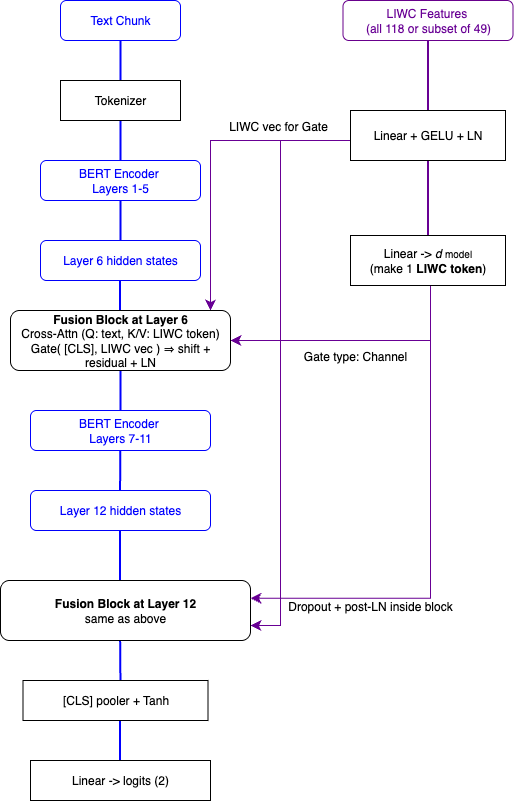 Text Chunk
LIWC Features
(all 118 or subset of 49)
Tokenizer
LIWC vec for Gate
Linear + GELU + LN
BERT Encoder
Layers 1-5
Layer 6 hidden states
Linear -> d model
(make 1 LIWC token)
Fusion Block at Layer 6
Cross-Attn (Q: text, K/V: LIWC token)
Gate( [CLS], LIWC vec ) ⇒ shift +
residual + LN
Gate type: Channel
BERT Encoder
Layers 7-11
Layer 12 hidden states
Fusion Block at Layer 12
same as above
Dropout + post-LN inside block
[CLS] pooler + Tanh
Linear -> logits (2)